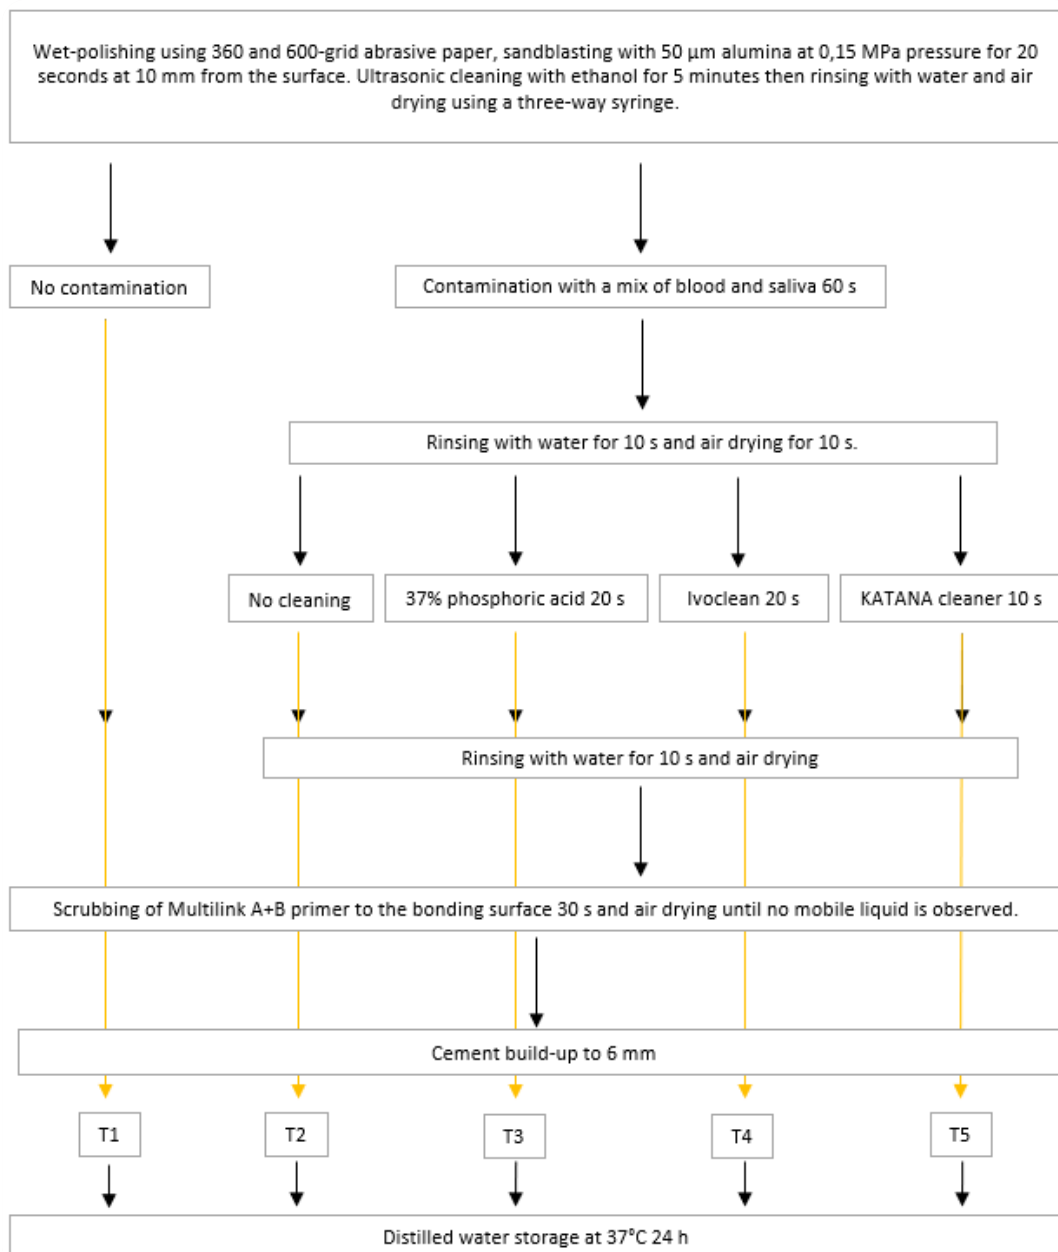 Wet-polishing using 360 and 600-grid abrasive paper, sandblasting with 50 µm alumina at 0,15 MPa pressure for 20
seconds at 10 mm from the surface. Ultrasonic cleaning with ethanol for 5 minutes then rinsing with water and air
drying using a three-way syringe.
No contamination
Contamination with a mix of blood and saliva 60 s
Rinsing with water for 10 s and air drying for 10 s.
No cleaning
37% phosphoric acid 20 s
Ivoclean 20 s
KATANA cleaner 10 s
Rinsing with water for 10 s and air drying
Scrubbing of Multilink A+B primer to the bonding surface 30 s and air drying until no mobile liquid is observed.
Cement build-up to 6 mm
T1
T2
T3
T4
T5
Distilled water storage at 37°C 24 h